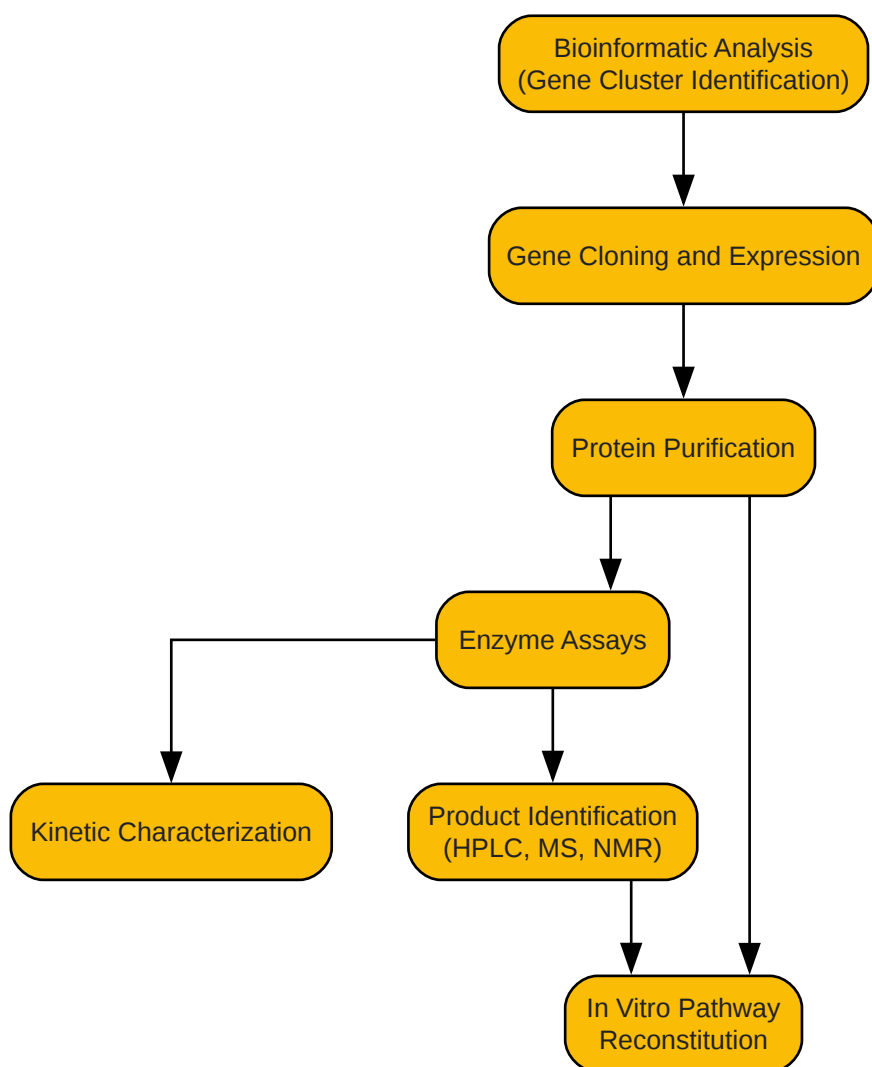 Bioinformatic Analysis
(Gene Cluster Identification)
Gene Cloning and Expression
Protein Purification
Enzyme Assays
Kinetic Characterization
Product Identification
(HPLC, MS, NMR)
In Vitro Pathway
Reconstitution